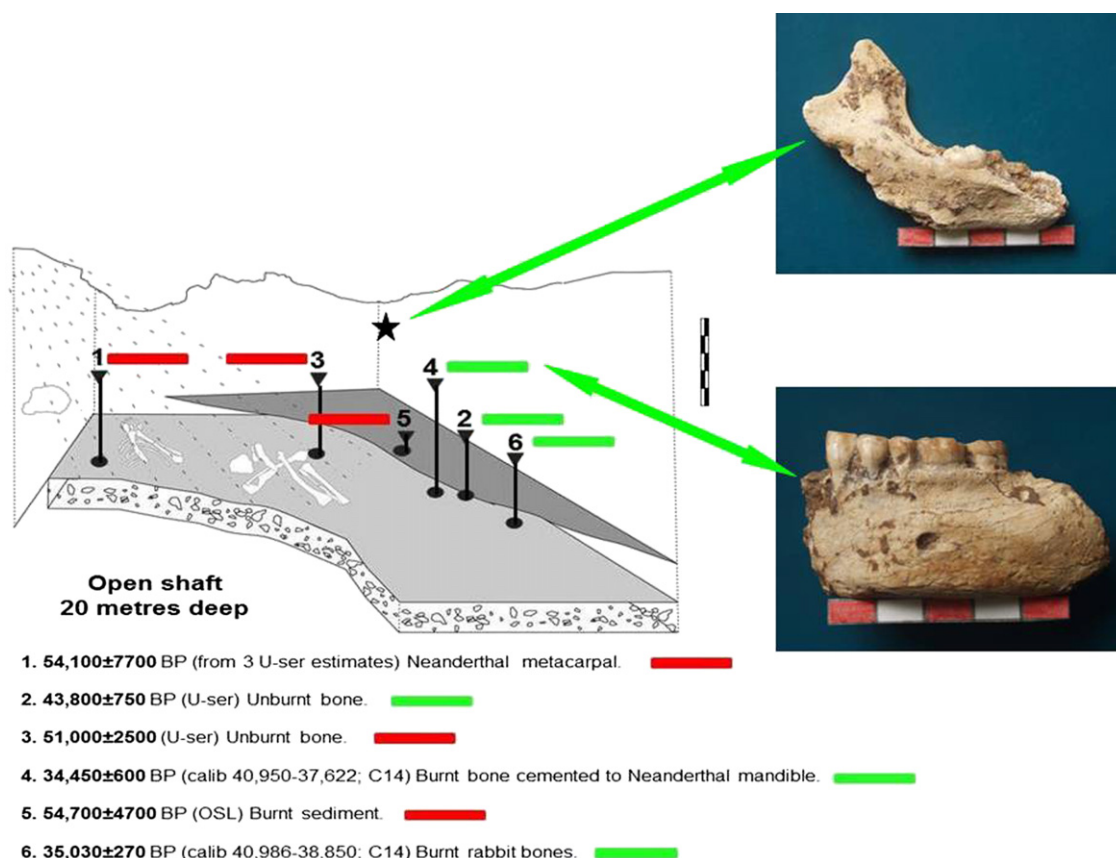 1
3
4
5
2
6
Open shaft
20 metres deep
1. 54,100±7700 BP (from 3 U-ser estimates) Neanderthal metacarpal.
2. 43,800±750 BP (U-ser) Unburnt bone.
3. 51,000±2500 (U-ser) Unburnt bone.
4. 34,450±600 BP (calib 40,950-37,622; C14) Burnt bone cemented to Neanderthal mandible.
5. 54,700±4700 BP (OSL) Burnt sediment.
6. 35,030±270 BP (calib 40,986-38,850; C14) Burnt rabbit bones.